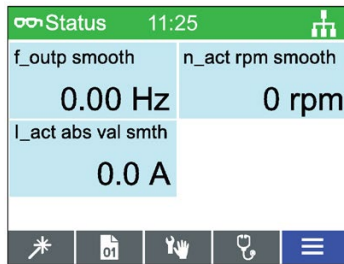 Status 11:25
f_outp smooth n_act rpm smooth
0.00 Hz 0 rpm
I_act abs val smth
0.0 A
01